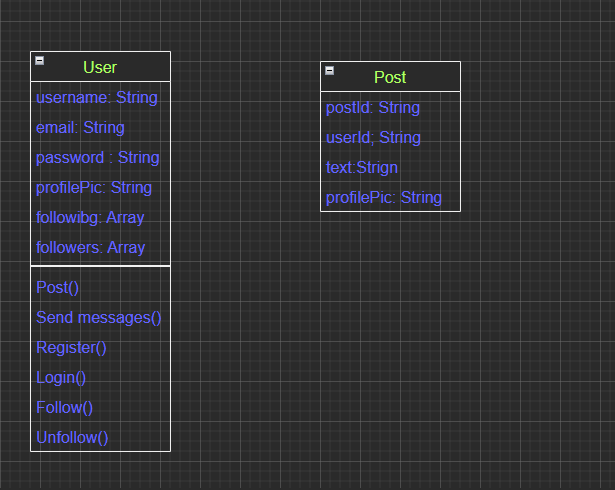 User
username: String
email: String
password : String
profilePic: String
followibg: Array
followers: Array
Post()
Send messages()
Register()
Login()
Follow()
Unfollow()
Post
postId: String
userId; String
text:Strign
profilePic: String